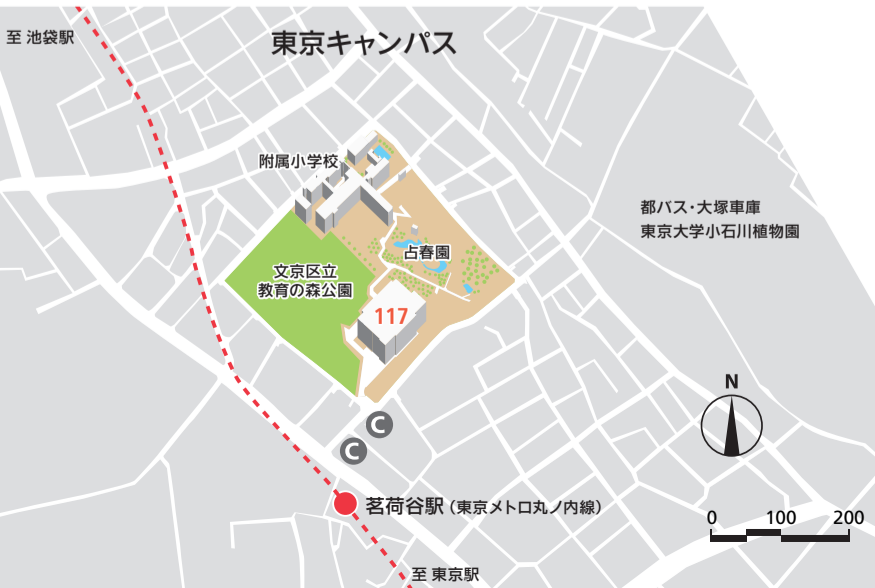 東京キャンパス
至 池袋駅
附属小学校
都バス・大塚車庫
東京大学小石川植物園
占春園
文京区立
教育の森公園
117
N
C
C
茗荷谷駅（東京メトロ丸ノ内線）
0 100 200
至 東京駅